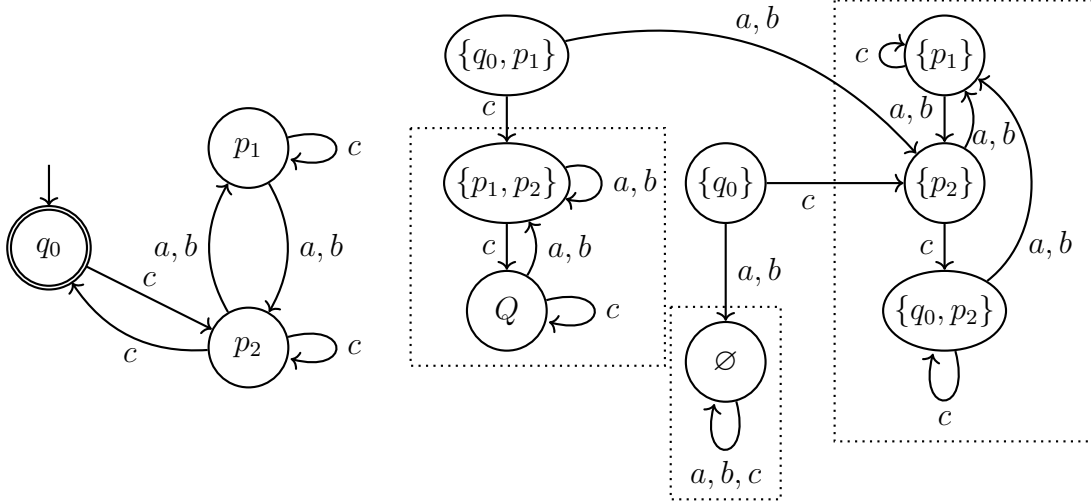 p₁
c
q₀
a, b
a, b
c
c
p₂
c
{q₀, p₁}
a, b
c
{p₁, p₂}
a, b
c
a, b
Q
c
{q₀}
c
a, b
∅
a, b, c
{p₁}
c
a, b
a, b
{p₂}
c
a, b
{q₀, p₂}
c